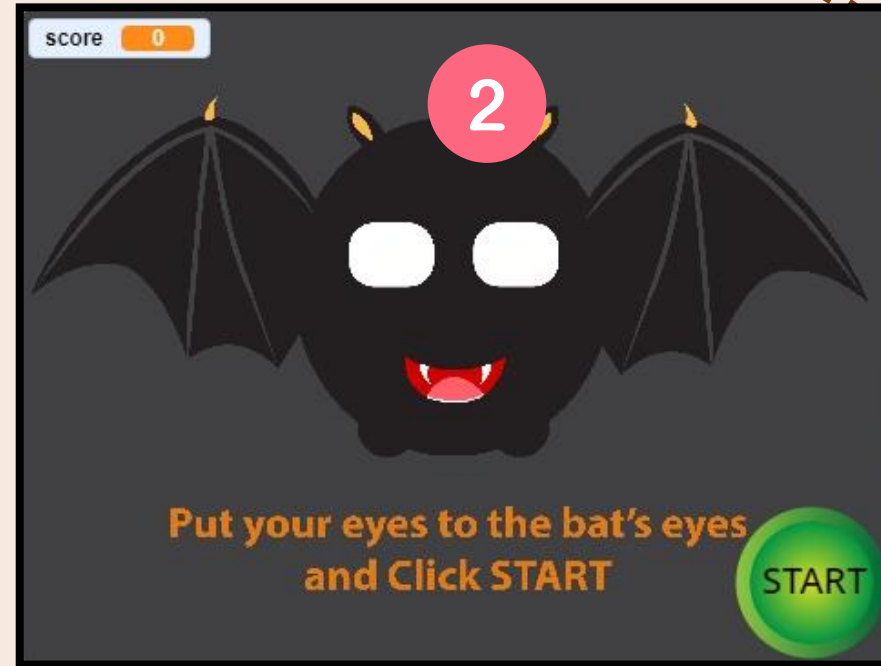 score 0
2
Put your eyes to the bat's eyes
and Click START
START